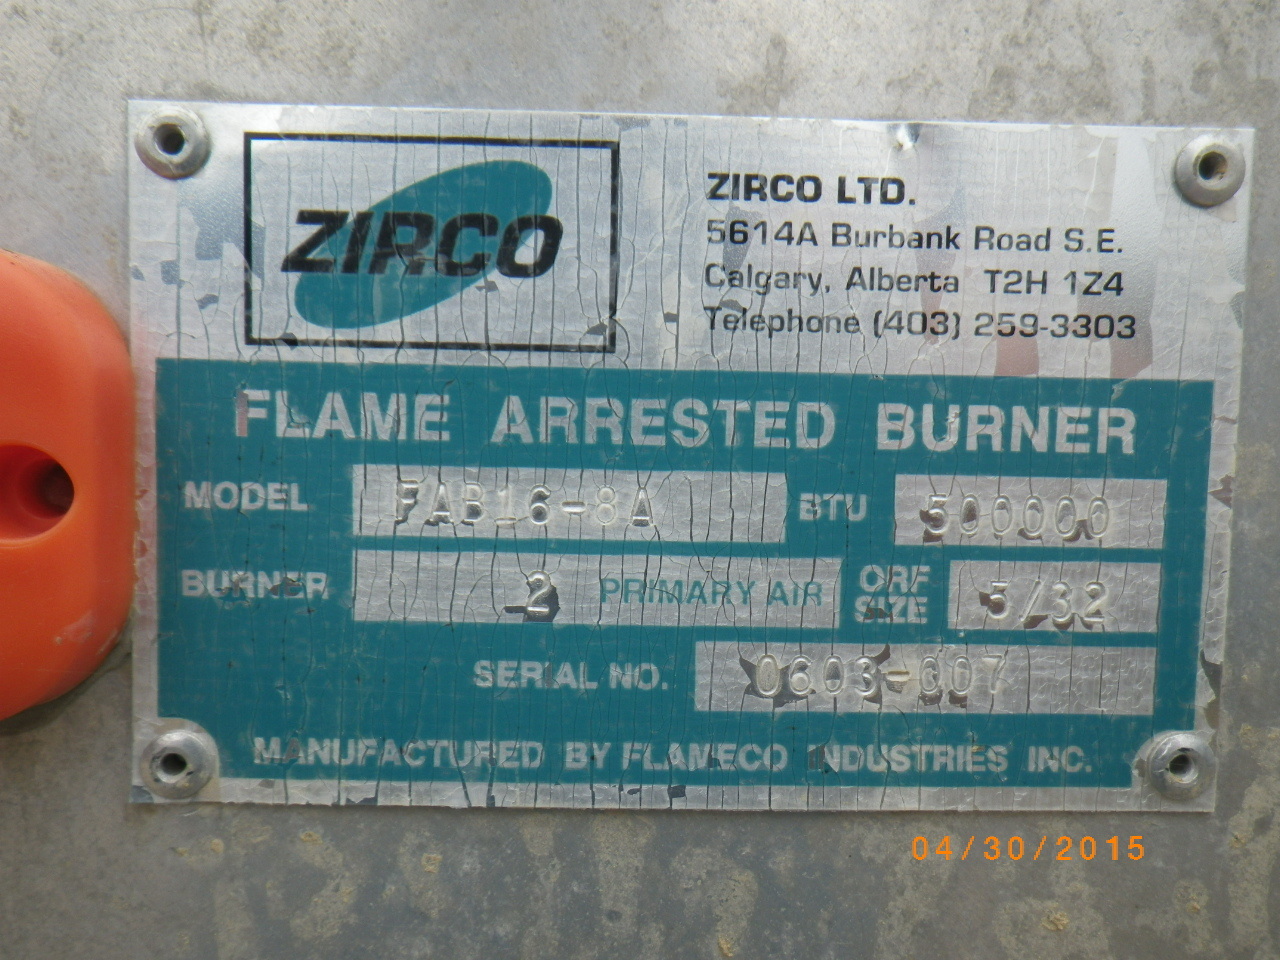 ZIRCO
ZIRCO LTD.
5614A Burbank Road S.E.
Calgary, Alberta T2H 1Z4
Telephone (403) 259-3303
FLAME ARRESTED BURNER
MODEL FAB16-8A BTU 500000
BURNER 2 PRIMARY AIR ORF SIZE 5/32
SERIAL NO. 0603-007
MANUFACTURED BY FLAMECO INDUSTRIES INC.
04/30/2015